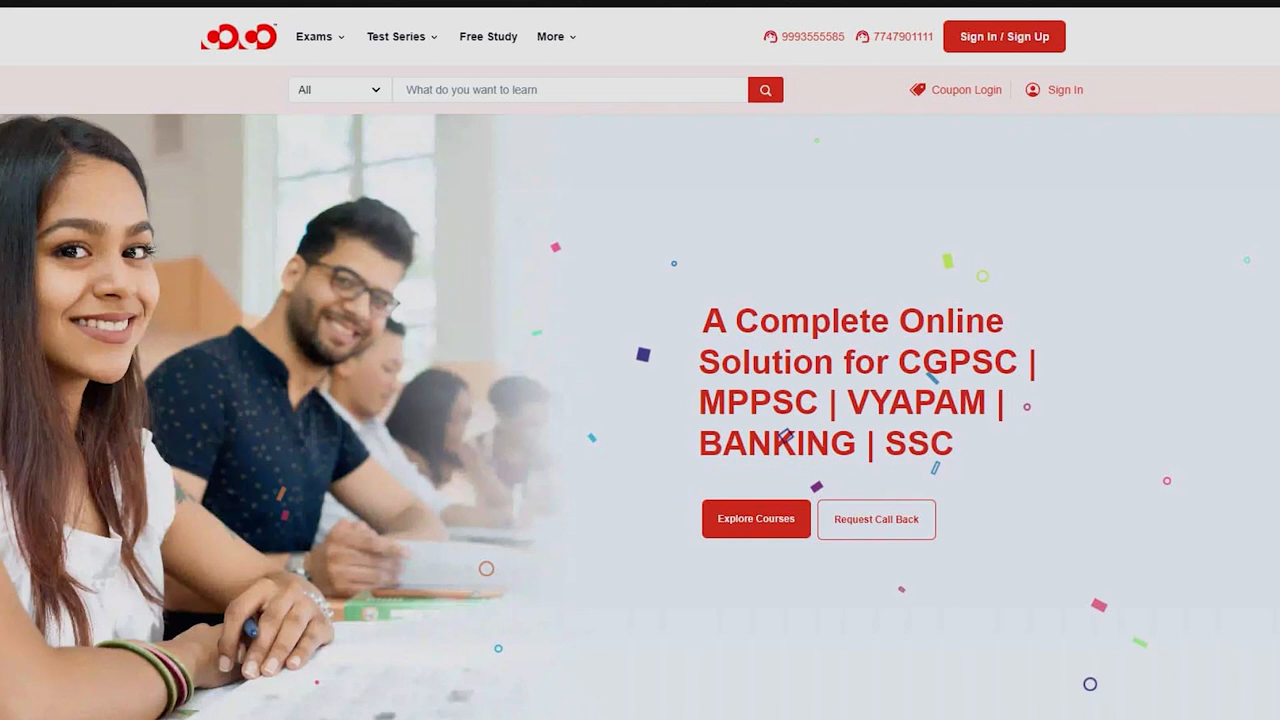 Exams
Test Series
Free Study
More
9993555585
7747901111
Sign In / Sign Up
All
What do you want to learn
Coupon Login
Sign In
A Complete Online
Solution for CGPSC |
MPPSC | VYAPAM |
BANKING | SSC
Explore Courses
Request Call Back